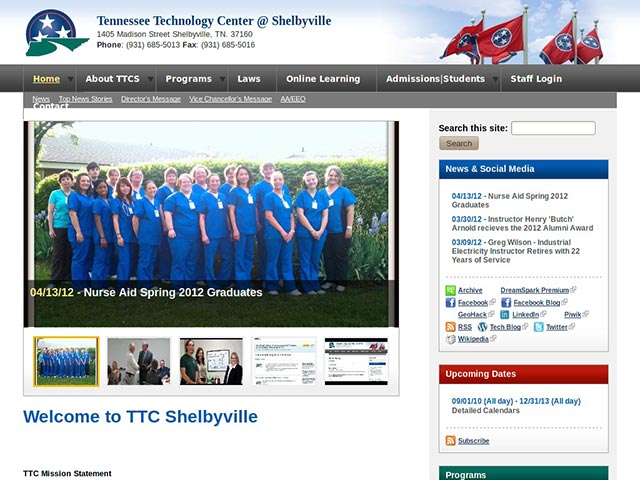 Tennessee Technology Center @ Shelbyville
1405 Madison Street Shelbyville, TN. 37160
Phone: (931) 685-5013 Fax: (931) 685-5016
Home About TTCS Programs Laws Online Learning Admissions|Students Staff Login
News Top News Stories Director's Message Vice Chancellor's Message AA/EEO
Contact
04/13/12 - Nurse Aid Spring 2012 Graduates
Welcome to TTC Shelbyville
TTC Mission Statement
Search this site:
Search
News & Social Media
04/13/12 - Nurse Aid Spring 2012
Graduates
03/30/12 - Instructor Henry 'Butch'
Arnold recieves the 2012 Alumni Award
03/09/12 - Greg Wilson - Industrial
Electricity Instructor Retires with 22
Years of Service
Archive DreamSpark Premium
Facebook Facebook Blog
GeoHack LinkedIn Piwik
RSS Tech Blog Twitter
Wikipedia
Upcoming Dates
09/01/10 (All day) - 12/31/13 (All day)
Detailed Calendars
Subscribe
Programs